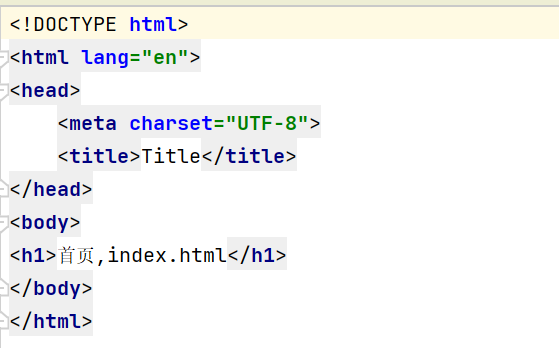 <!DOCTYPE html>
<html lang="en">
<head>
    <meta charset="UTF-8">
    <title>Title</title>
</head>
<body>
<h1>首页,index.html</h1>
</body>
</html>